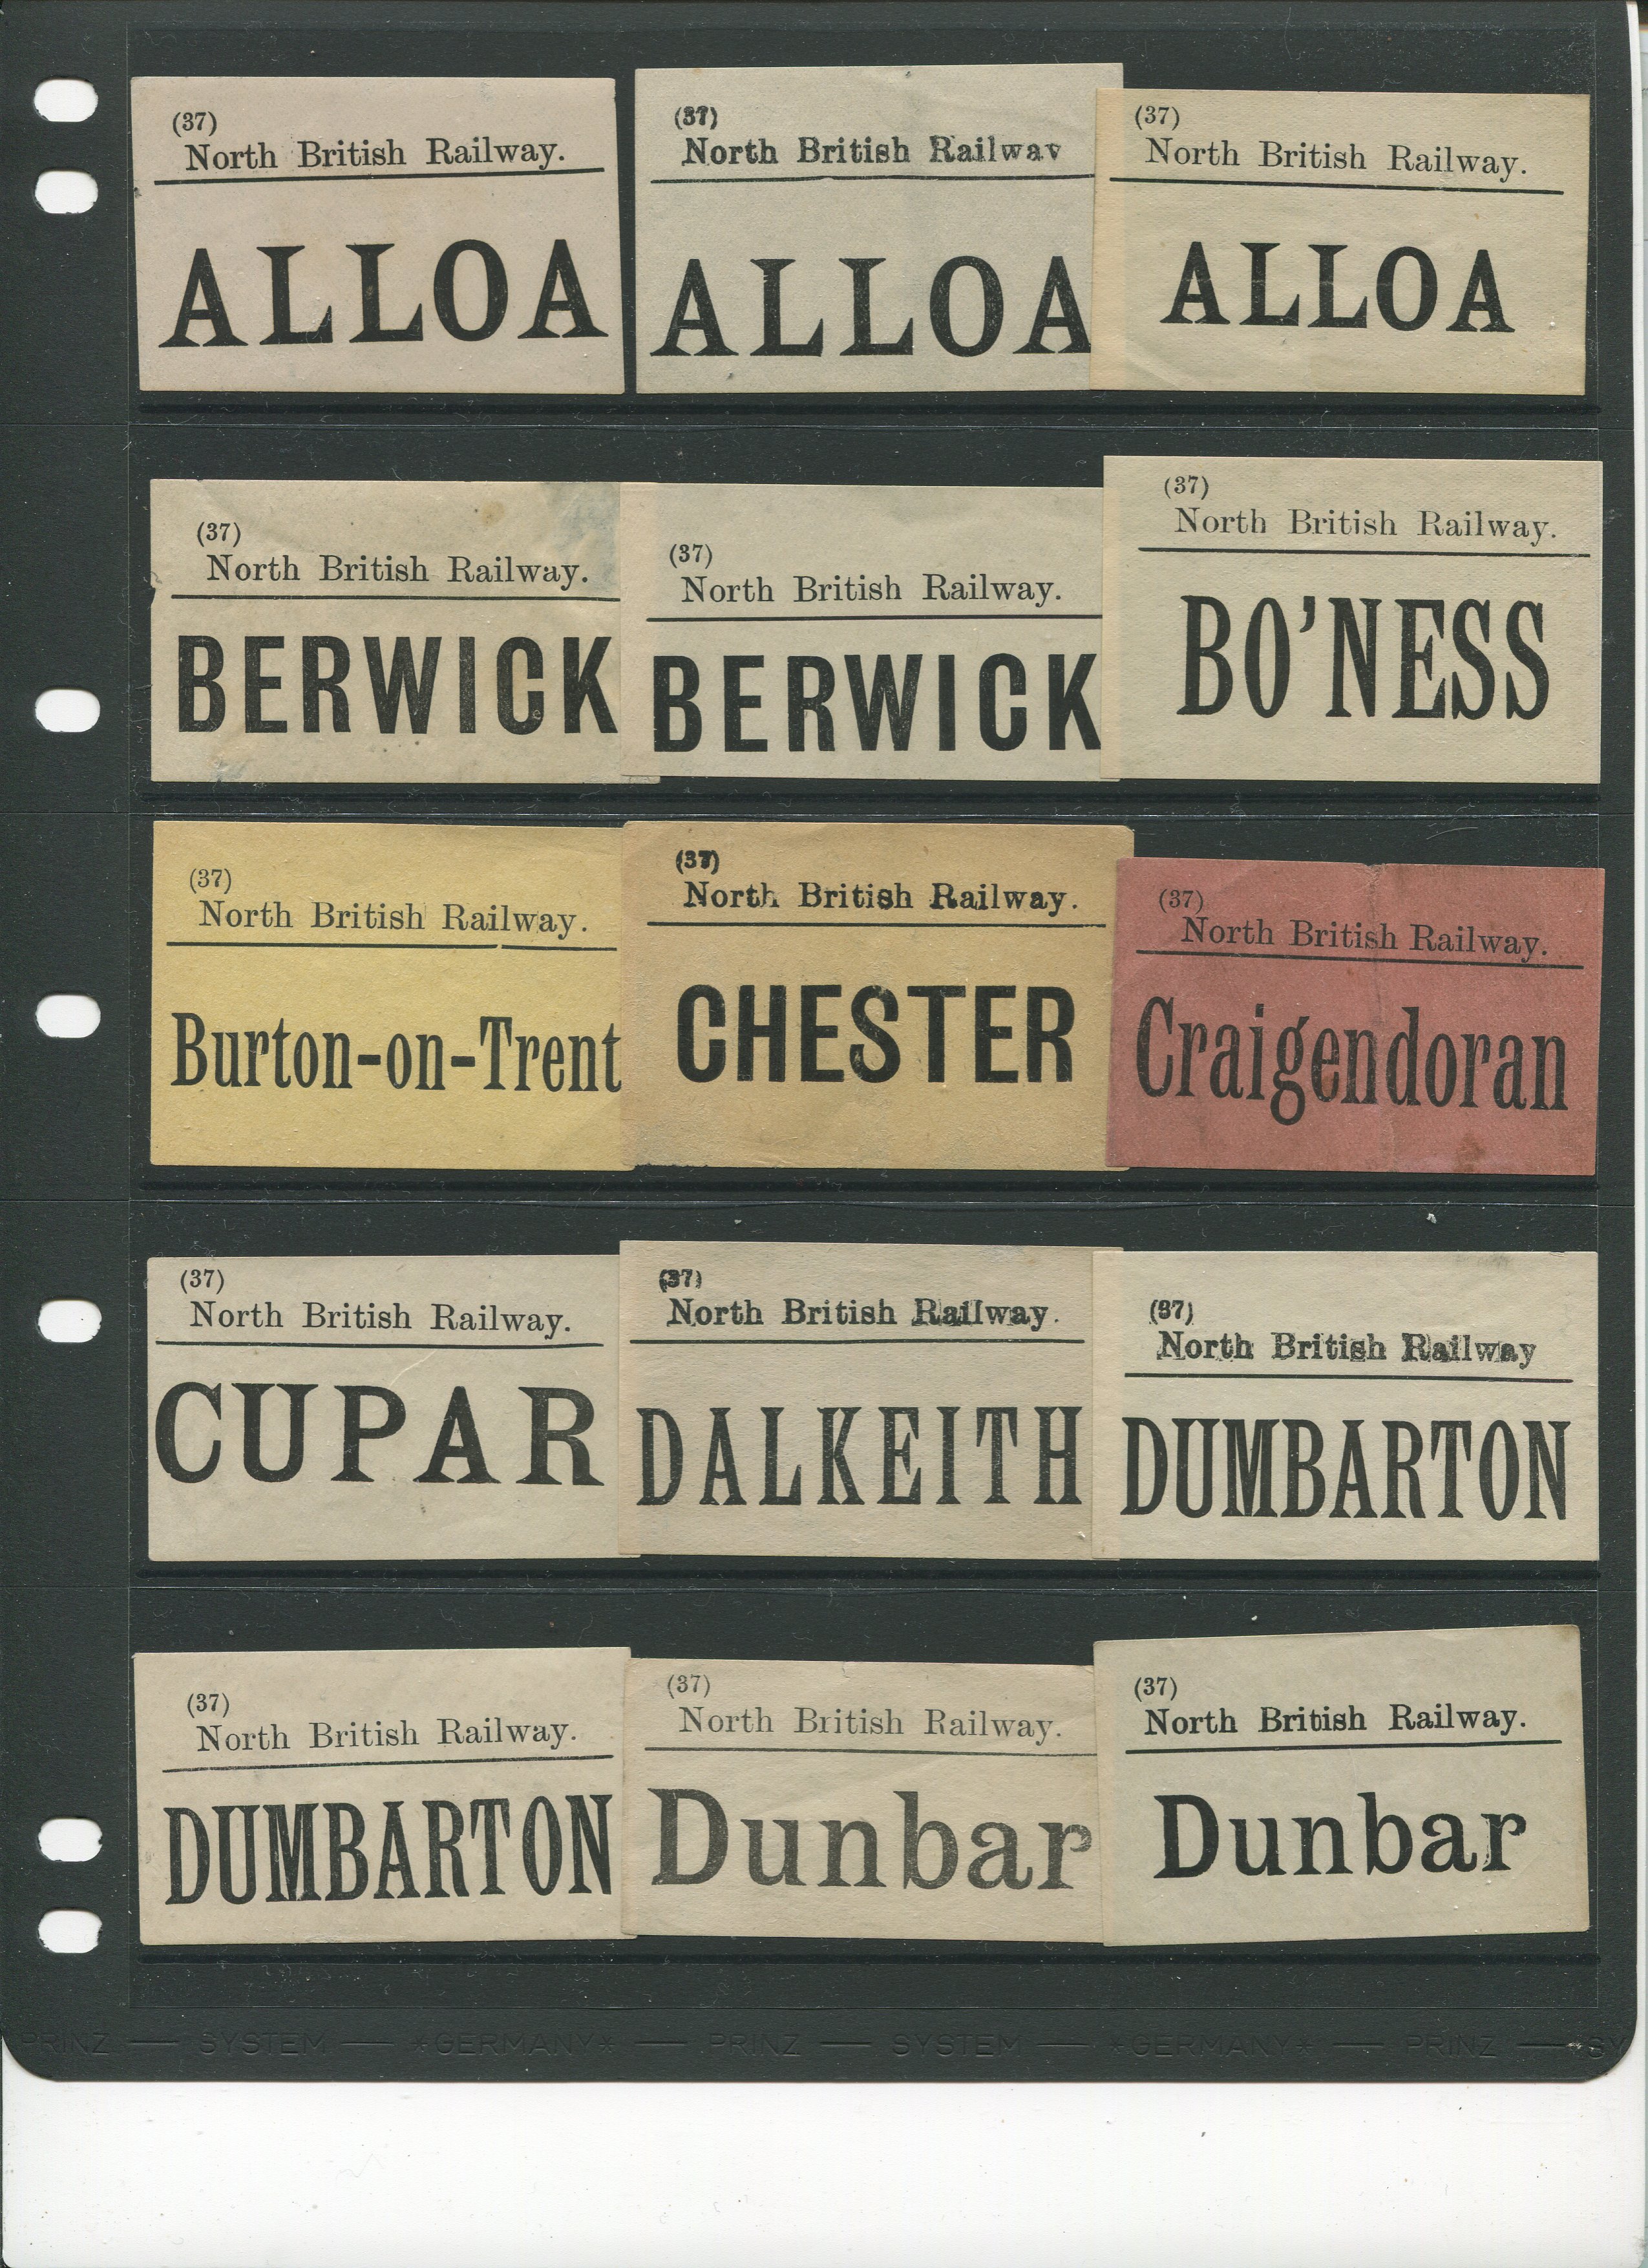 (37)
North British Railway.
ALLOA
(37)
North British Railway
ALLOA
(37)
North British Railway.
ALLOA
(37)
North British Railway.
BERWICK
(37)
North British Railway.
BERWICK
(37)
North British Railway.
BO'NESS
(37)
North British Railway.
Burton-on-Trent
(37)
North British Railway.
CHESTER
(37)
North British Railway.
Craigendoran
(37)
North British Railway.
CUPAR
(37)
North British Railway.
DALKEITH
(37)
North British Railway
DUMBARTON
(37)
North British Railway.
DUMBARTON
(37)
North British Railway.
Dunbar
(37)
North British Railway.
Dunbar
PRINZ — SYSTEM — *GERMANY* — PRINZ — SYSTEM — *GERMANY* — PRINZ — SY